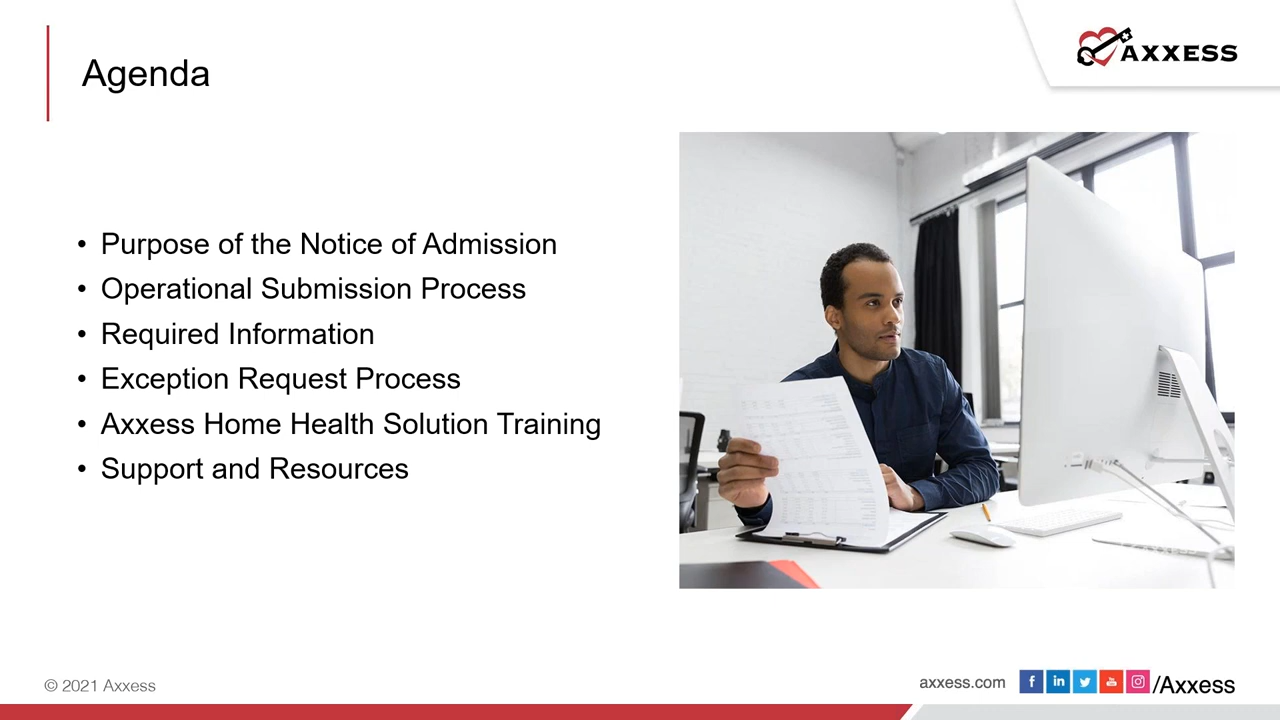 Agenda
AXXESS
• Purpose of the Notice of Admission
• Operational Submission Process
• Required Information
• Exception Request Process
• Axxess Home Health Solution Training
• Support and Resources
© 2021 Axxess
axxess.com
/Axxess